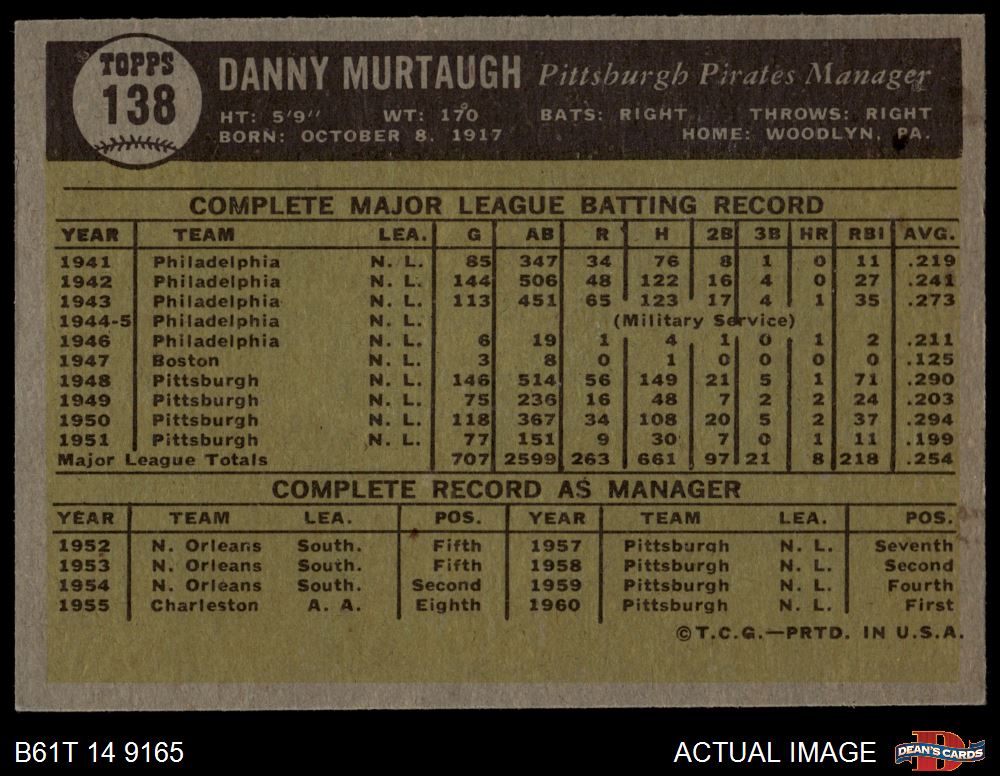 TOPPS
138
DANNY MURTAUGH Pittsburgh Pirates Manager
HT: 5'9" WT: 170 BATS: RIGHT THROWS: RIGHT
BORN: OCTOBER 8, 1917 HOME: WOODLYN, PA.
COMPLETE MAJOR LEAGUE BATTING RECORD
YEAR TEAM LEA. G AB R H 2B 3B HR RBI AVG.
1941 Philadelphia N. L. 85 347 34 76 8 1 0 11 .219
1942 Philadelphia N. L. 144 506 48 122 16 4 0 27 .241
1943 Philadelphia N. L. 113 451 65 123 17 4 1 35 .273
1944-5 Philadelphia N. L. (Military Service)
1946 Philadelphia N. L. 6 19 1 4 1 0 1 2 .211
1947 Boston N. L. 3 8 0 1 0 0 0 0 .125
1948 Pittsburgh N. L. 146 514 56 149 21 5 1 71 .290
1949 Pittsburgh N. L. 75 236 16 48 7 2 2 24 .203
1950 Pittsburgh N. L. 118 367 34 108 20 5 2 37 .294
1951 Pittsburgh N. L. 77 151 9 30 7 0 1 11 .199
Major League Totals 707 2599 263 661 97 21 8 218 .254
COMPLETE RECORD AS MANAGER
YEAR TEAM LEA. POS. YEAR TEAM LEA. POS.
1952 N. Orleans South. Fifth 1957 Pittsburgh N. L. Seventh
1953 N. Orleans South. Fifth 1958 Pittsburgh N. L. Second
1954 N. Orleans South. Second 1959 Pittsburgh N. L. Fourth
1955 Charleston A. A. Eighth 1960 Pittsburgh N. L. First
©T.C.G.—PRTD. IN U.S.A.
B61T 14 9165 ACTUAL IMAGE DEAN'S CARDS